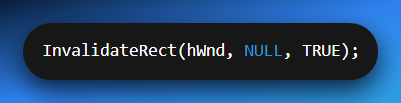 InvalidateRect(hWnd, NULL, TRUE);